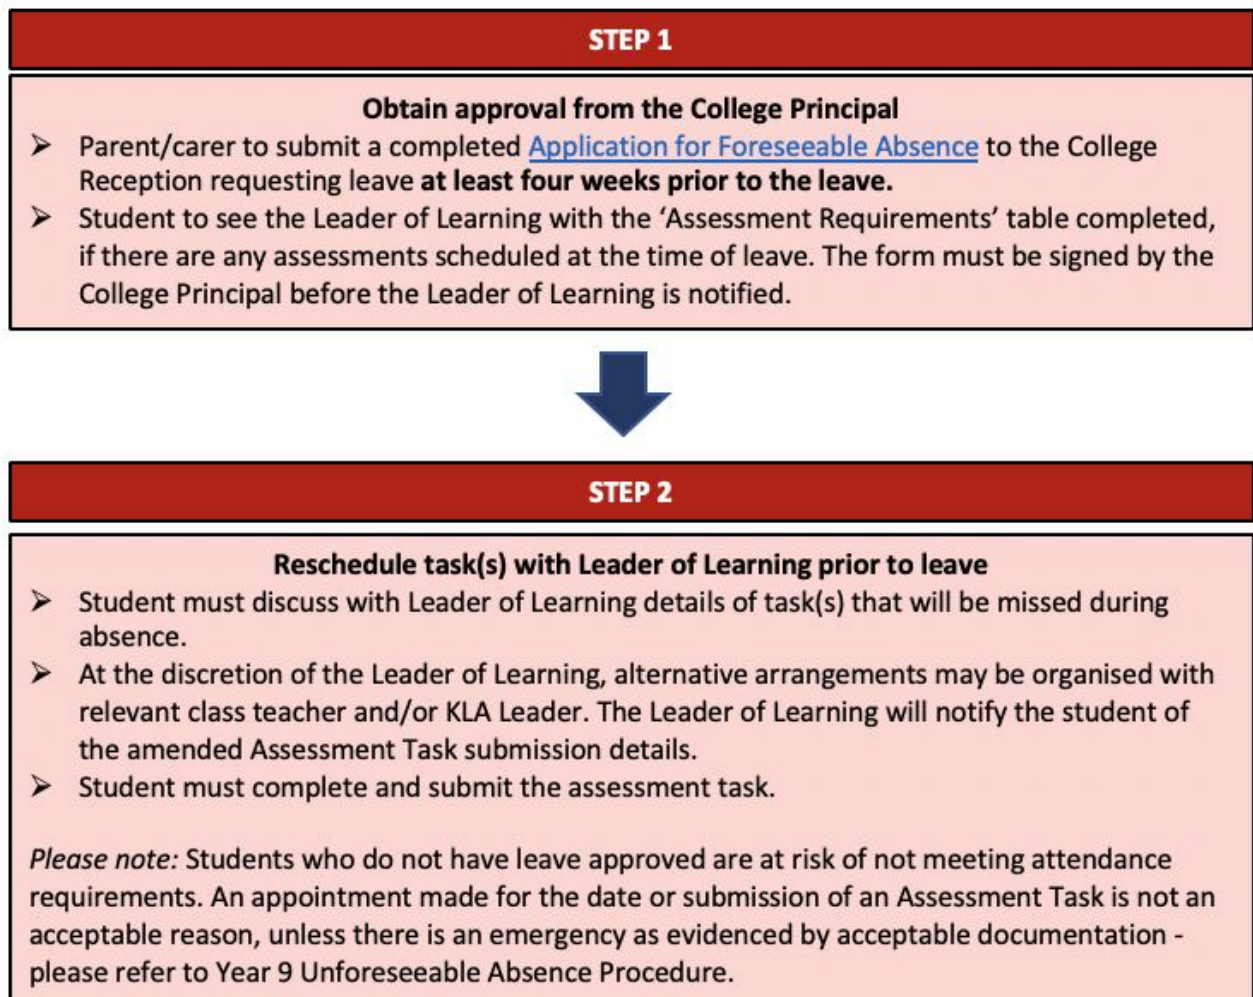 STEP 1
Obtain approval from the College Principal
➤ Parent/carer to submit a completed Application for Foreseeable Absence to the College
Reception requesting leave at least four weeks prior to the leave.
➤ Student to see the Leader of Learning with the ‘Assessment Requirements’ table completed,
if there are any assessments scheduled at the time of leave. The form must be signed by the
College Principal before the Leader of Learning is notified.
STEP 2
Reschedule task(s) with Leader of Learning prior to leave
➤ Student must discuss with Leader of Learning details of task(s) that will be missed during
absence.
➤ At the discretion of the Leader of Learning, alternative arrangements may be organised with
relevant class teacher and/or KLA Leader. The Leader of Learning will notify the student of
the amended Assessment Task submission details.
➤ Student must complete and submit the assessment task.
Please note: Students who do not have leave approved are at risk of not meeting attendance
requirements. An appointment made for the date or submission of an Assessment Task is not an
acceptable reason, unless there is an emergency as evidenced by acceptable documentation -
please refer to Year 9 Unforeseeable Absence Procedure.